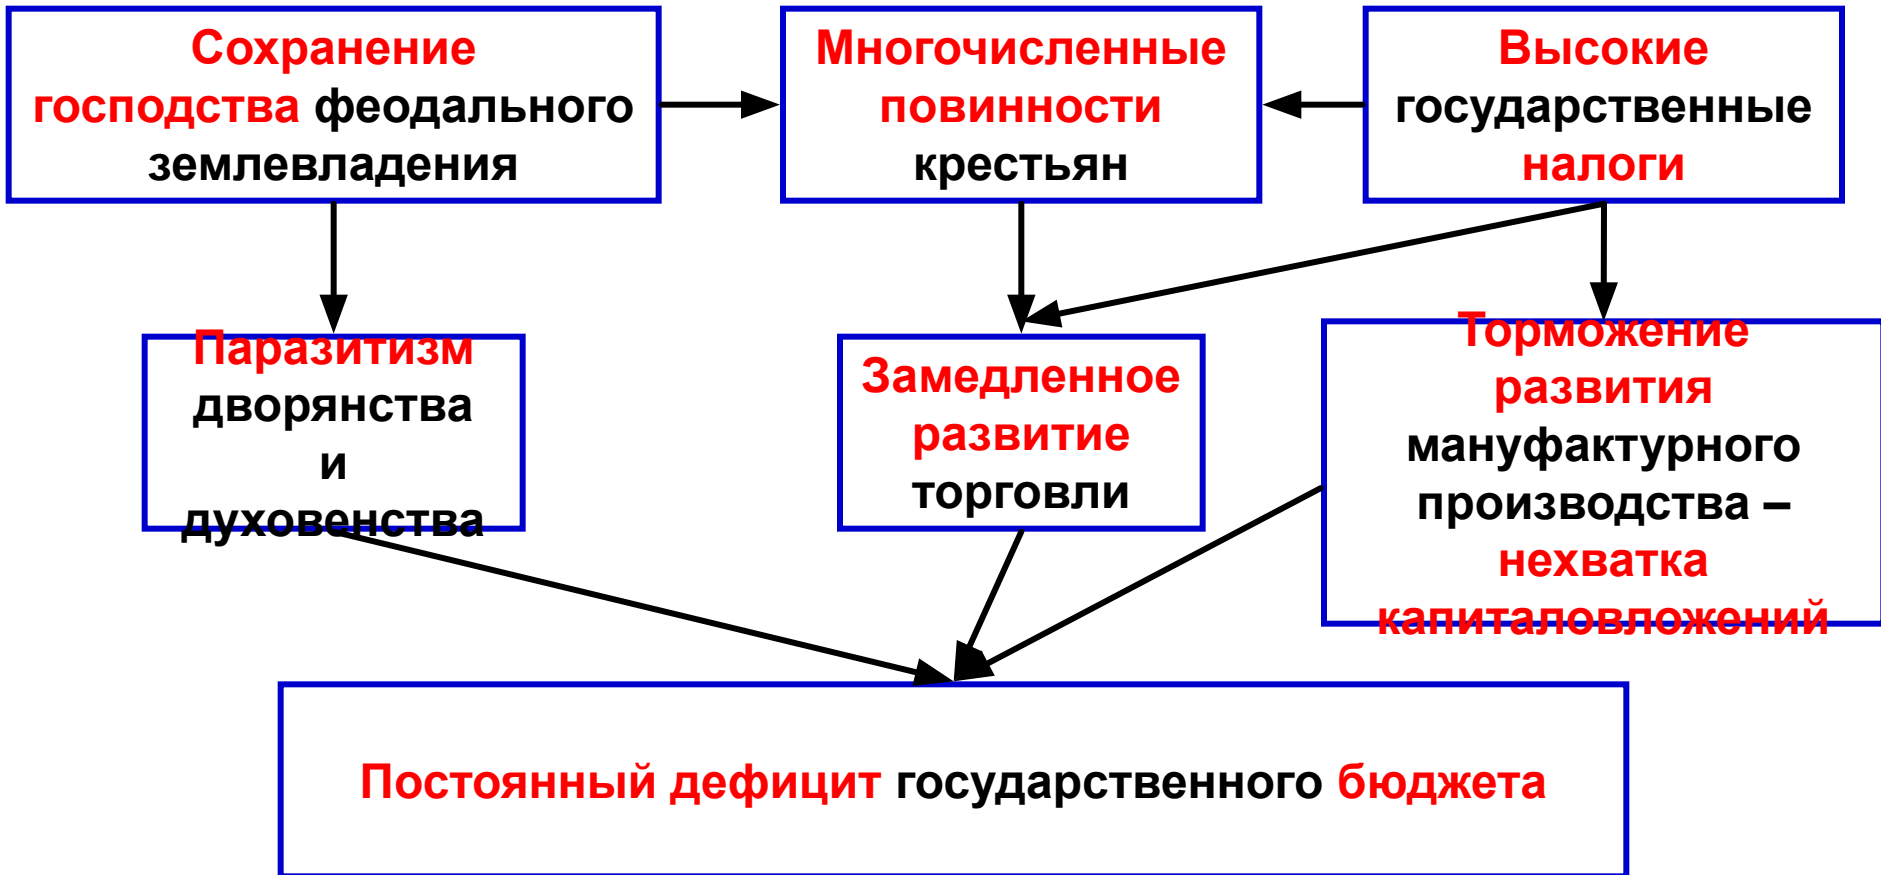 Сохранение
господства феодального
землевладения
Многочисленные
повинности
крестьян
Высокие
государственные
налоги
Паразитизм
дворянства
и
духовенства
Замедленное
развитие
торговли
Торможение
развития
мануфактурного
производства –
нехватка
капиталовложений
Постоянный дефицит государственного бюджета